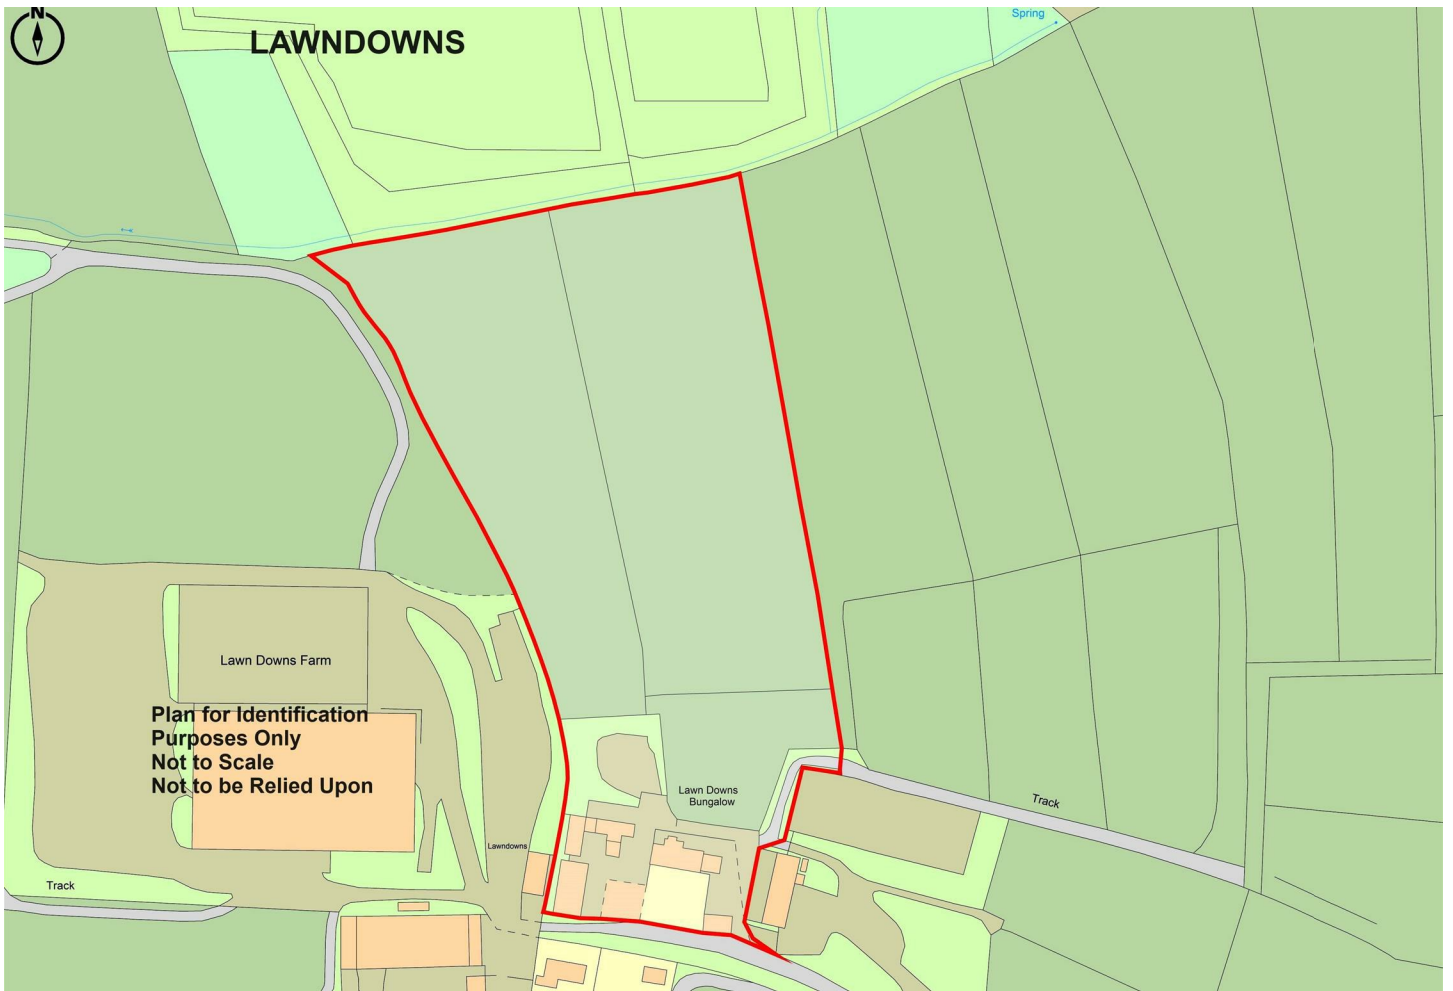 N
LAWNDOWNS
Spring
Lawn Downs Farm
Plan for Identification
Purposes Only
Not to Scale
Not to be Relied Upon
Lawn Downs
Bungalow
Track
Lawndowns
Track